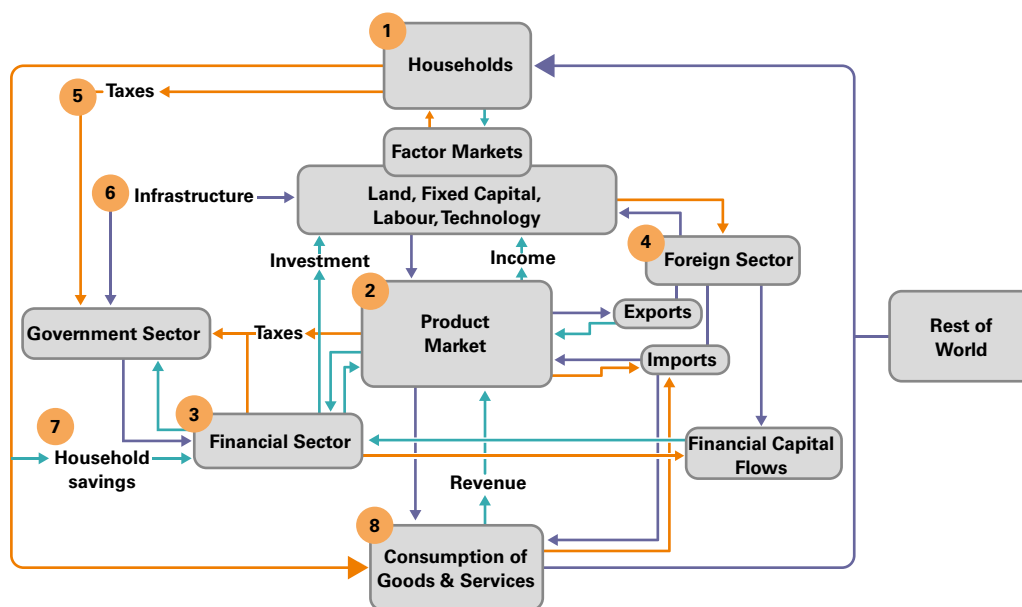 1
Households
5
Taxes
Factor Markets
6
Infrastructure
Land, Fixed Capital,
Labour, Technology
4
Foreign Sector
Investment
Income
2
Product
Market
Exports
Government Sector
Taxes
Imports
Rest of
World
3
Financial Sector
7
Household
savings
Financial Capital
Flows
Revenue
8
Consumption of
Goods & Services